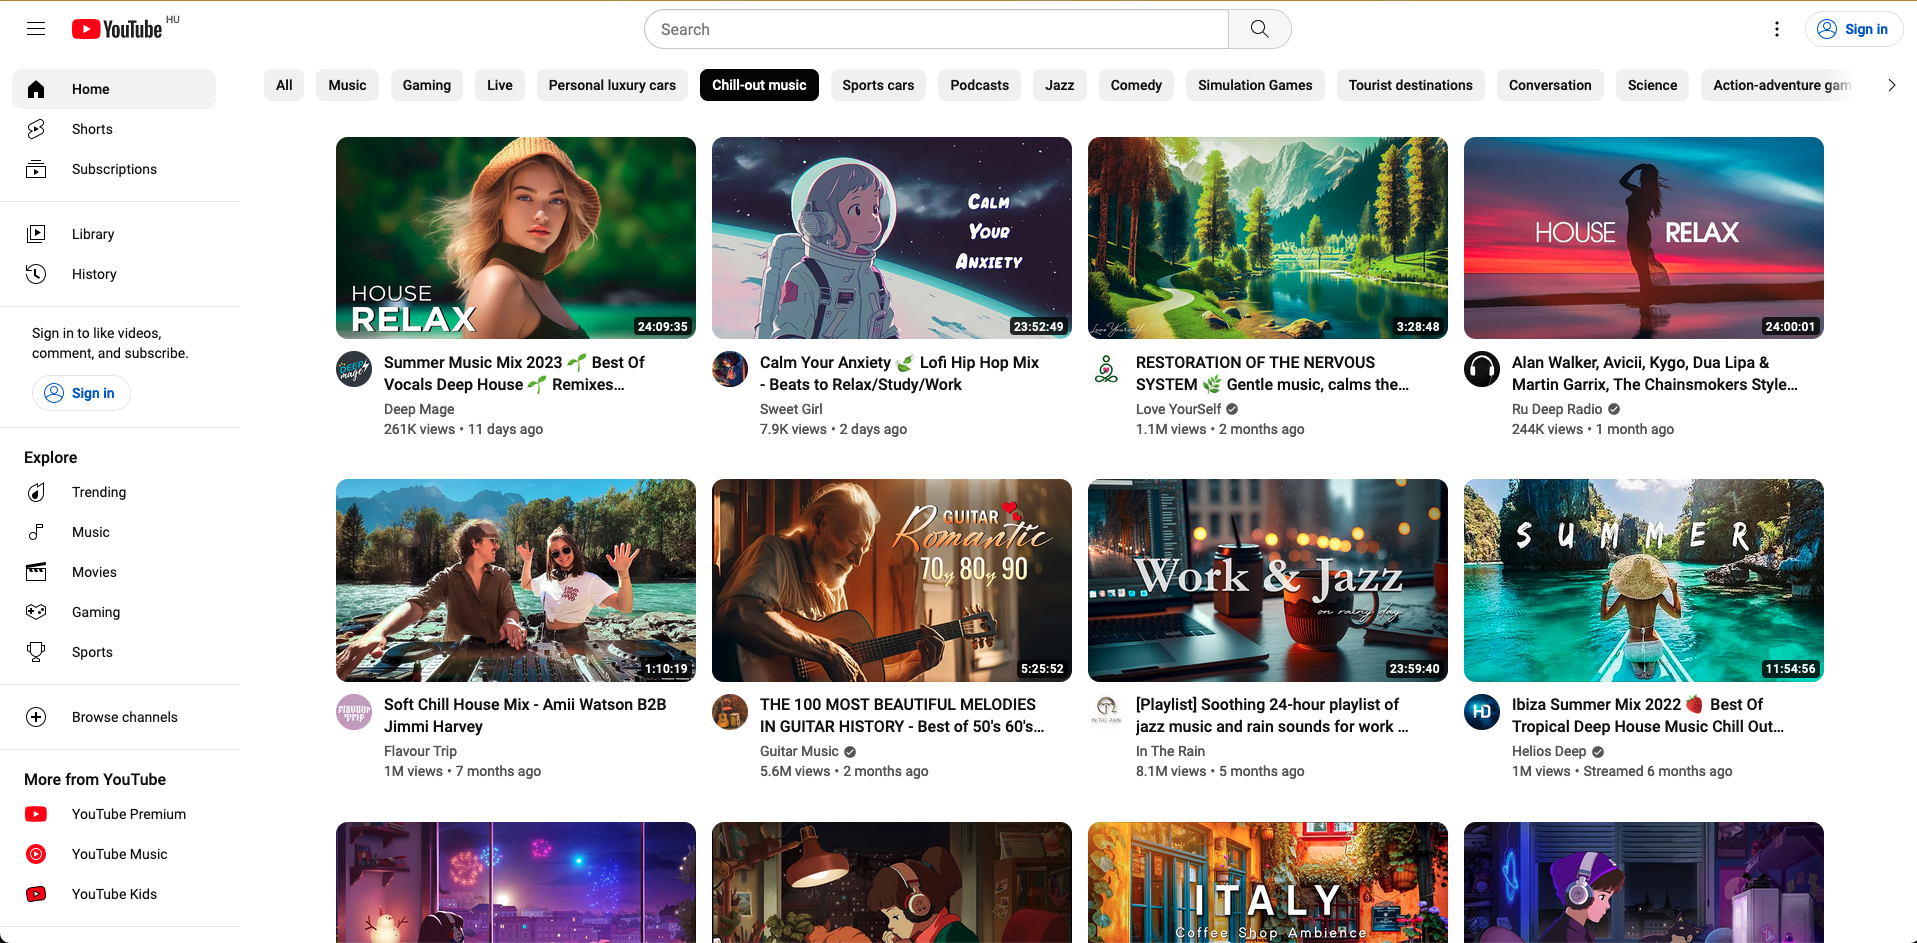 YouTube HU
Search
Sign in
Home
Shorts
Subscriptions
Library
History
Sign in to like videos,
comment, and subscribe.
Sign in
Explore
Trending
Music
Movies
Gaming
Sports
Browse channels
More from YouTube
YouTube Premium
YouTube Music
YouTube Kids
All
Music
Gaming
Live
Personal luxury cars
Chill-out music
Sports cars
Podcasts
Jazz
Comedy
Simulation Games
Tourist destinations
Conversation
Science
Action-adventure gam
HOUSE
RELAX
24:09:35
DEEP
mage
Summer Music Mix 2023 🌱 Best Of
Vocals Deep House 🌱 Remixes...
Deep Mage
261K views • 11 days ago
CALM
YOUR
ANXIETY
23:52:49
Calm Your Anxiety 🍃 Lofi Hip Hop Mix
- Beats to Relax/Study/Work
Sweet Girl
7.9K views • 2 days ago
Love YourSelf
3:28:48
RESTORATION OF THE NERVOUS
SYSTEM 🌿 Gentle music, calms the...
Love YourSelf
1.1M views • 2 months ago
HOUSE RELAX
24:00:01
Alan Walker, Avicii, Kygo, Dua Lipa &
Martin Garrix, The Chainsmokers Style...
Ru Deep Radio
244K views • 1 month ago
1:10:19
FLAVOUR
TRIP
Soft Chill House Mix - Amii Watson B2B
Jimmi Harvey
Flavour Trip
1M views • 7 months ago
GUITAR
Romantic
70y 80y 90
5:25:52
THE 100 MOST BEAUTIFUL MELODIES
IN GUITAR HISTORY - Best of 50's 60's...
Guitar Music
5.6M views • 2 months ago
Work & Jazz
on rainy day
23:59:40
IN THE RAIN
[Playlist] Soothing 24-hour playlist of
jazz music and rain sounds for work ...
In The Rain
8.1M views • 5 months ago
SUMMER
11:54:56
HD
Ibiza Summer Mix 2022 🍓 Best Of
Tropical Deep House Music Chill Out...
Helios Deep
1M views • Streamed 6 months ago
ITALY
Coffee Shop Ambience